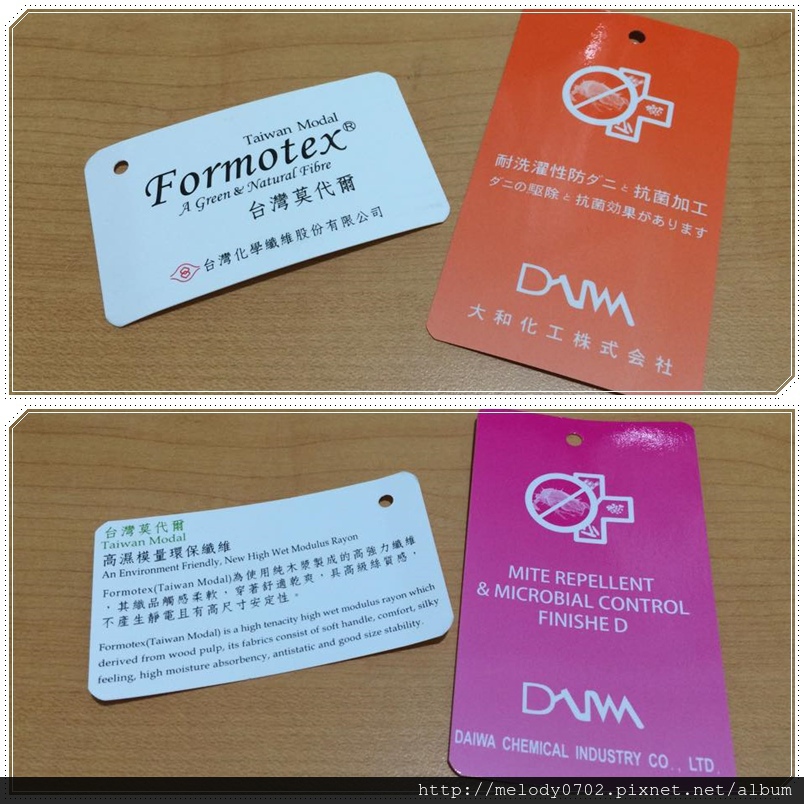 Taiwan Modal
Formotex®
A Green & Natural Fibre
台灣莫代爾
台灣化學纖維股份有限公司
耐洗濯性防ダニと抗菌加工
ダニの駆除と抗菌効果があります
DAIWA
大和化工株式会社
台灣莫代爾
Taiwan Modal
高濕模量環保纖維
An Environment Friendly, New High Wet Modulus Rayon
Formotex(Taiwan Modal)為使用純木漿製成的高強力纖維
，其織品觸感柔軟，穿著舒適乾爽，具高級絲質感，
不產生靜電且有高尺寸安定性。
Formotex(Taiwan Modal) is a high tenacity high wet modulus rayon which
derived from wood pulp, its fabrics consist of soft handle, comfort, silky
feeling, high moisture absorbency, antistatic and good size stability.
MITE REPELLENT
& MICROBIAL CONTROL
FINISHE D
DAIWA
DAIWA CHEMICAL INDUSTRY CO., LTD.
http://melody0702.pixnet.net/album